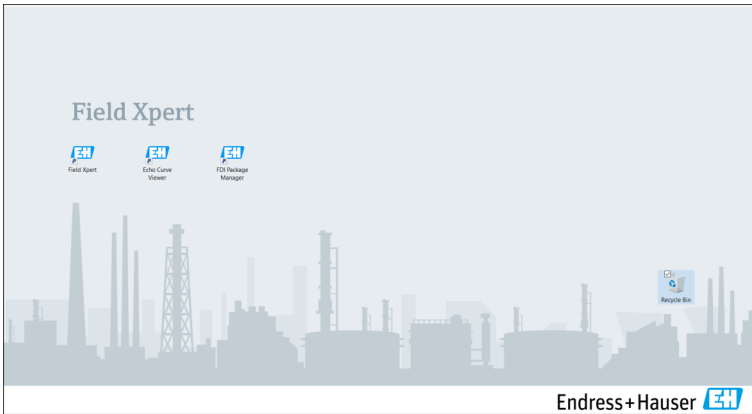 Field Xpert
EH
EH
EH
Field Xpert
Echo Curve
Viewer
FDI Package
Manager
Recycle Bin
Endress+Hauser EH